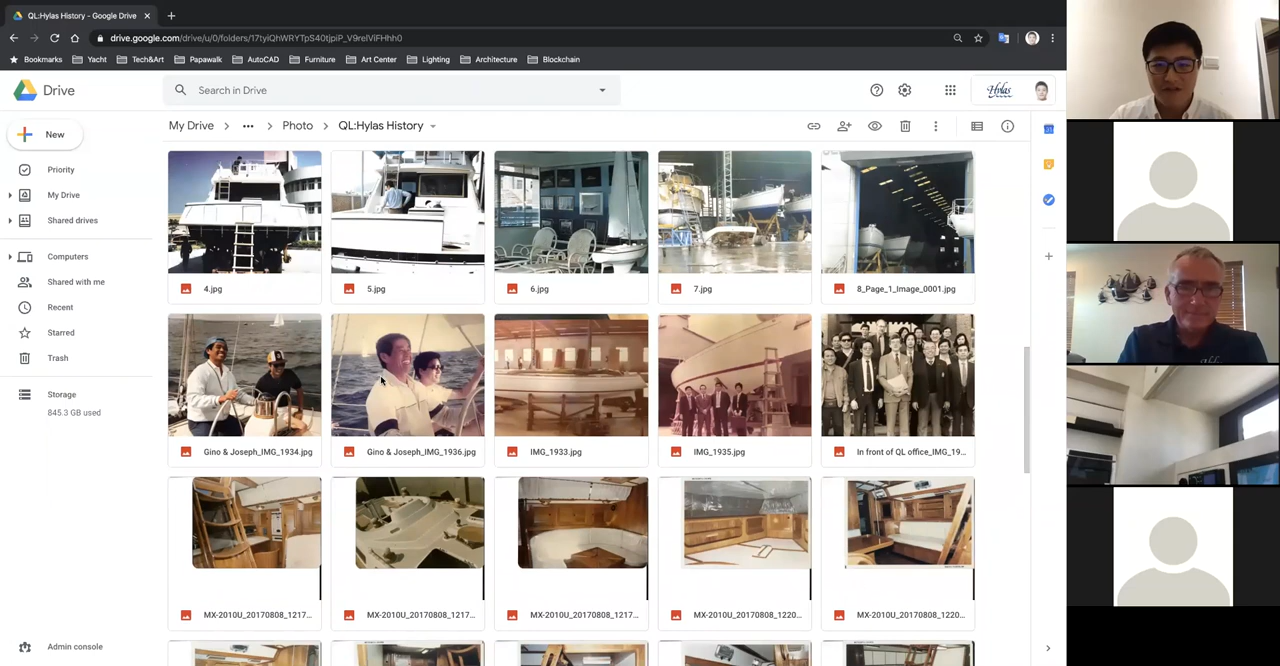 QL:Hylas History - Google Drive
drive.google.com/drive/u/0/folders/17tyiQhWRYTpS40tjpiP_V9relViFHhh0
Bookmarks Yacht Tech&Art Papawalk AutoCAD Furniture Art Center Lighting Architecture Blockchain
Drive
Search in Drive
Hylas
New
My Drive > ... > Photo > QL:Hylas History
Priority
My Drive
Shared drives
Computers
Shared with me
Recent
Starred
Trash
Storage
845.3 GB used
Admin console
4.jpg
5.jpg
6.jpg
7.jpg
8_Page_1_Image_0001.jpg
Gino & Joseph_IMG_1934.jpg
Gino & Joseph_IMG_1936.jpg
IMG_1933.jpg
IMG_1935.jpg
In front of QL office_IMG_19...
MX-2010U_20170808_1217...
MX-2010U_20170808_1217...
MX-2010U_20170808_1217...
MX-2010U_20170808_1220...
MX-2010U_20170808_1220...